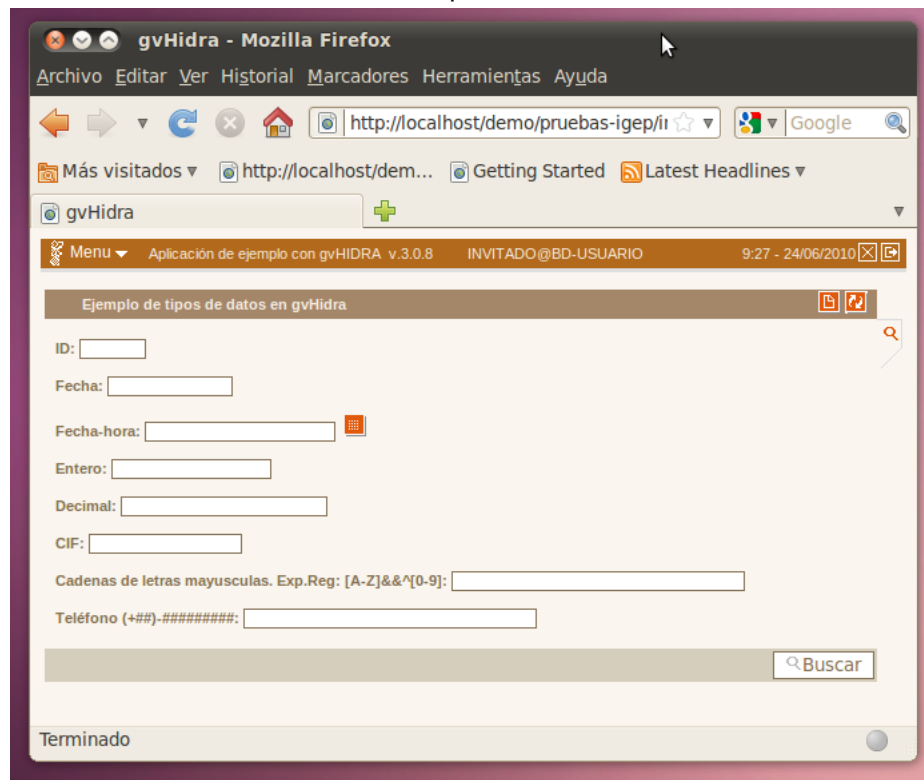 gvHidra - Mozilla Firefox
Archivo Editar Ver Historial Marcadores Herramientas Ayuda
http://localhost/demo/pruebas-igep/ir Google
Más visitados http://localhost/dem... Getting Started Latest Headlines
gvHidra
Menu Aplicación de ejemplo con gvHIDRA v.3.0.8 INVITADO@BD-USUARIO 9:27 - 24/06/2010
Ejemplo de tipos de datos en gvHidra
ID:
Fecha:
Fecha-hora:
Entero:
Decimal:
CIF:
Cadenas de letras mayusculas. Exp.Reg: [A-Z]&&^[0-9]:
Teléfono (+##)-#########:
Buscar
Terminado